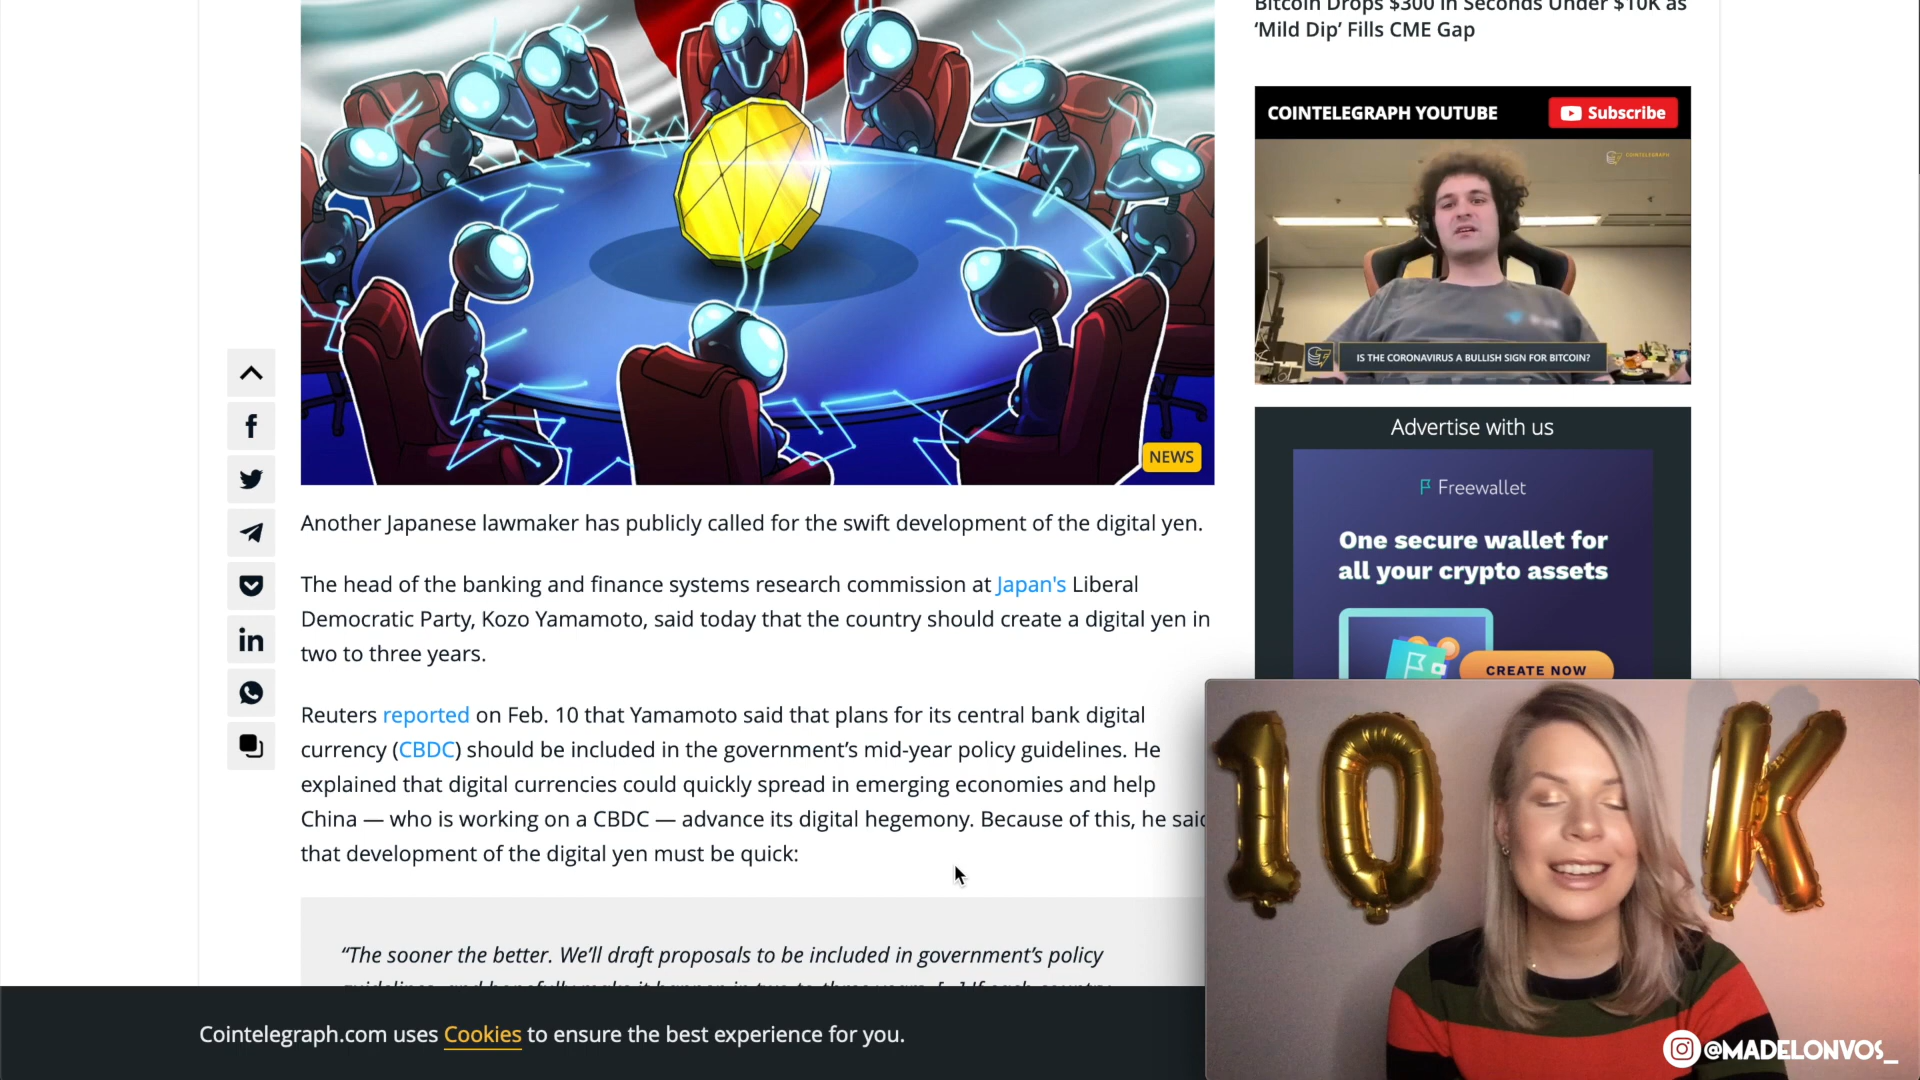 Bitcoin Drops $300 in Seconds Under $10K as
‘Mild Dip’ Fills CME Gap
COINTELEGRAPH YOUTUBE
Subscribe
COINTELEGRAPH
IS THE CORONAVIRUS A BULLISH SIGN FOR BITCOIN?
NEWS
Advertise with us
Freewallet
One secure wallet for
all your crypto assets
CREATE NOW
Another Japanese lawmaker has publicly called for the swift development of the digital yen.
The head of the banking and finance systems research commission at Japan's Liberal
Democratic Party, Kozo Yamamoto, said today that the country should create a digital yen in
two to three years.
Reuters reported on Feb. 10 that Yamamoto said that plans for its central bank digital
currency (CBDC) should be included in the government’s mid-year policy guidelines. He
explained that digital currencies could quickly spread in emerging economies and help
China — who is working on a CBDC — advance its digital hegemony. Because of this, he said
that development of the digital yen must be quick:
“The sooner the better. We’ll draft proposals to be included in government’s policy
Cointelegraph.com uses Cookies to ensure the best experience for you.
10 K
@MADELONVOS_